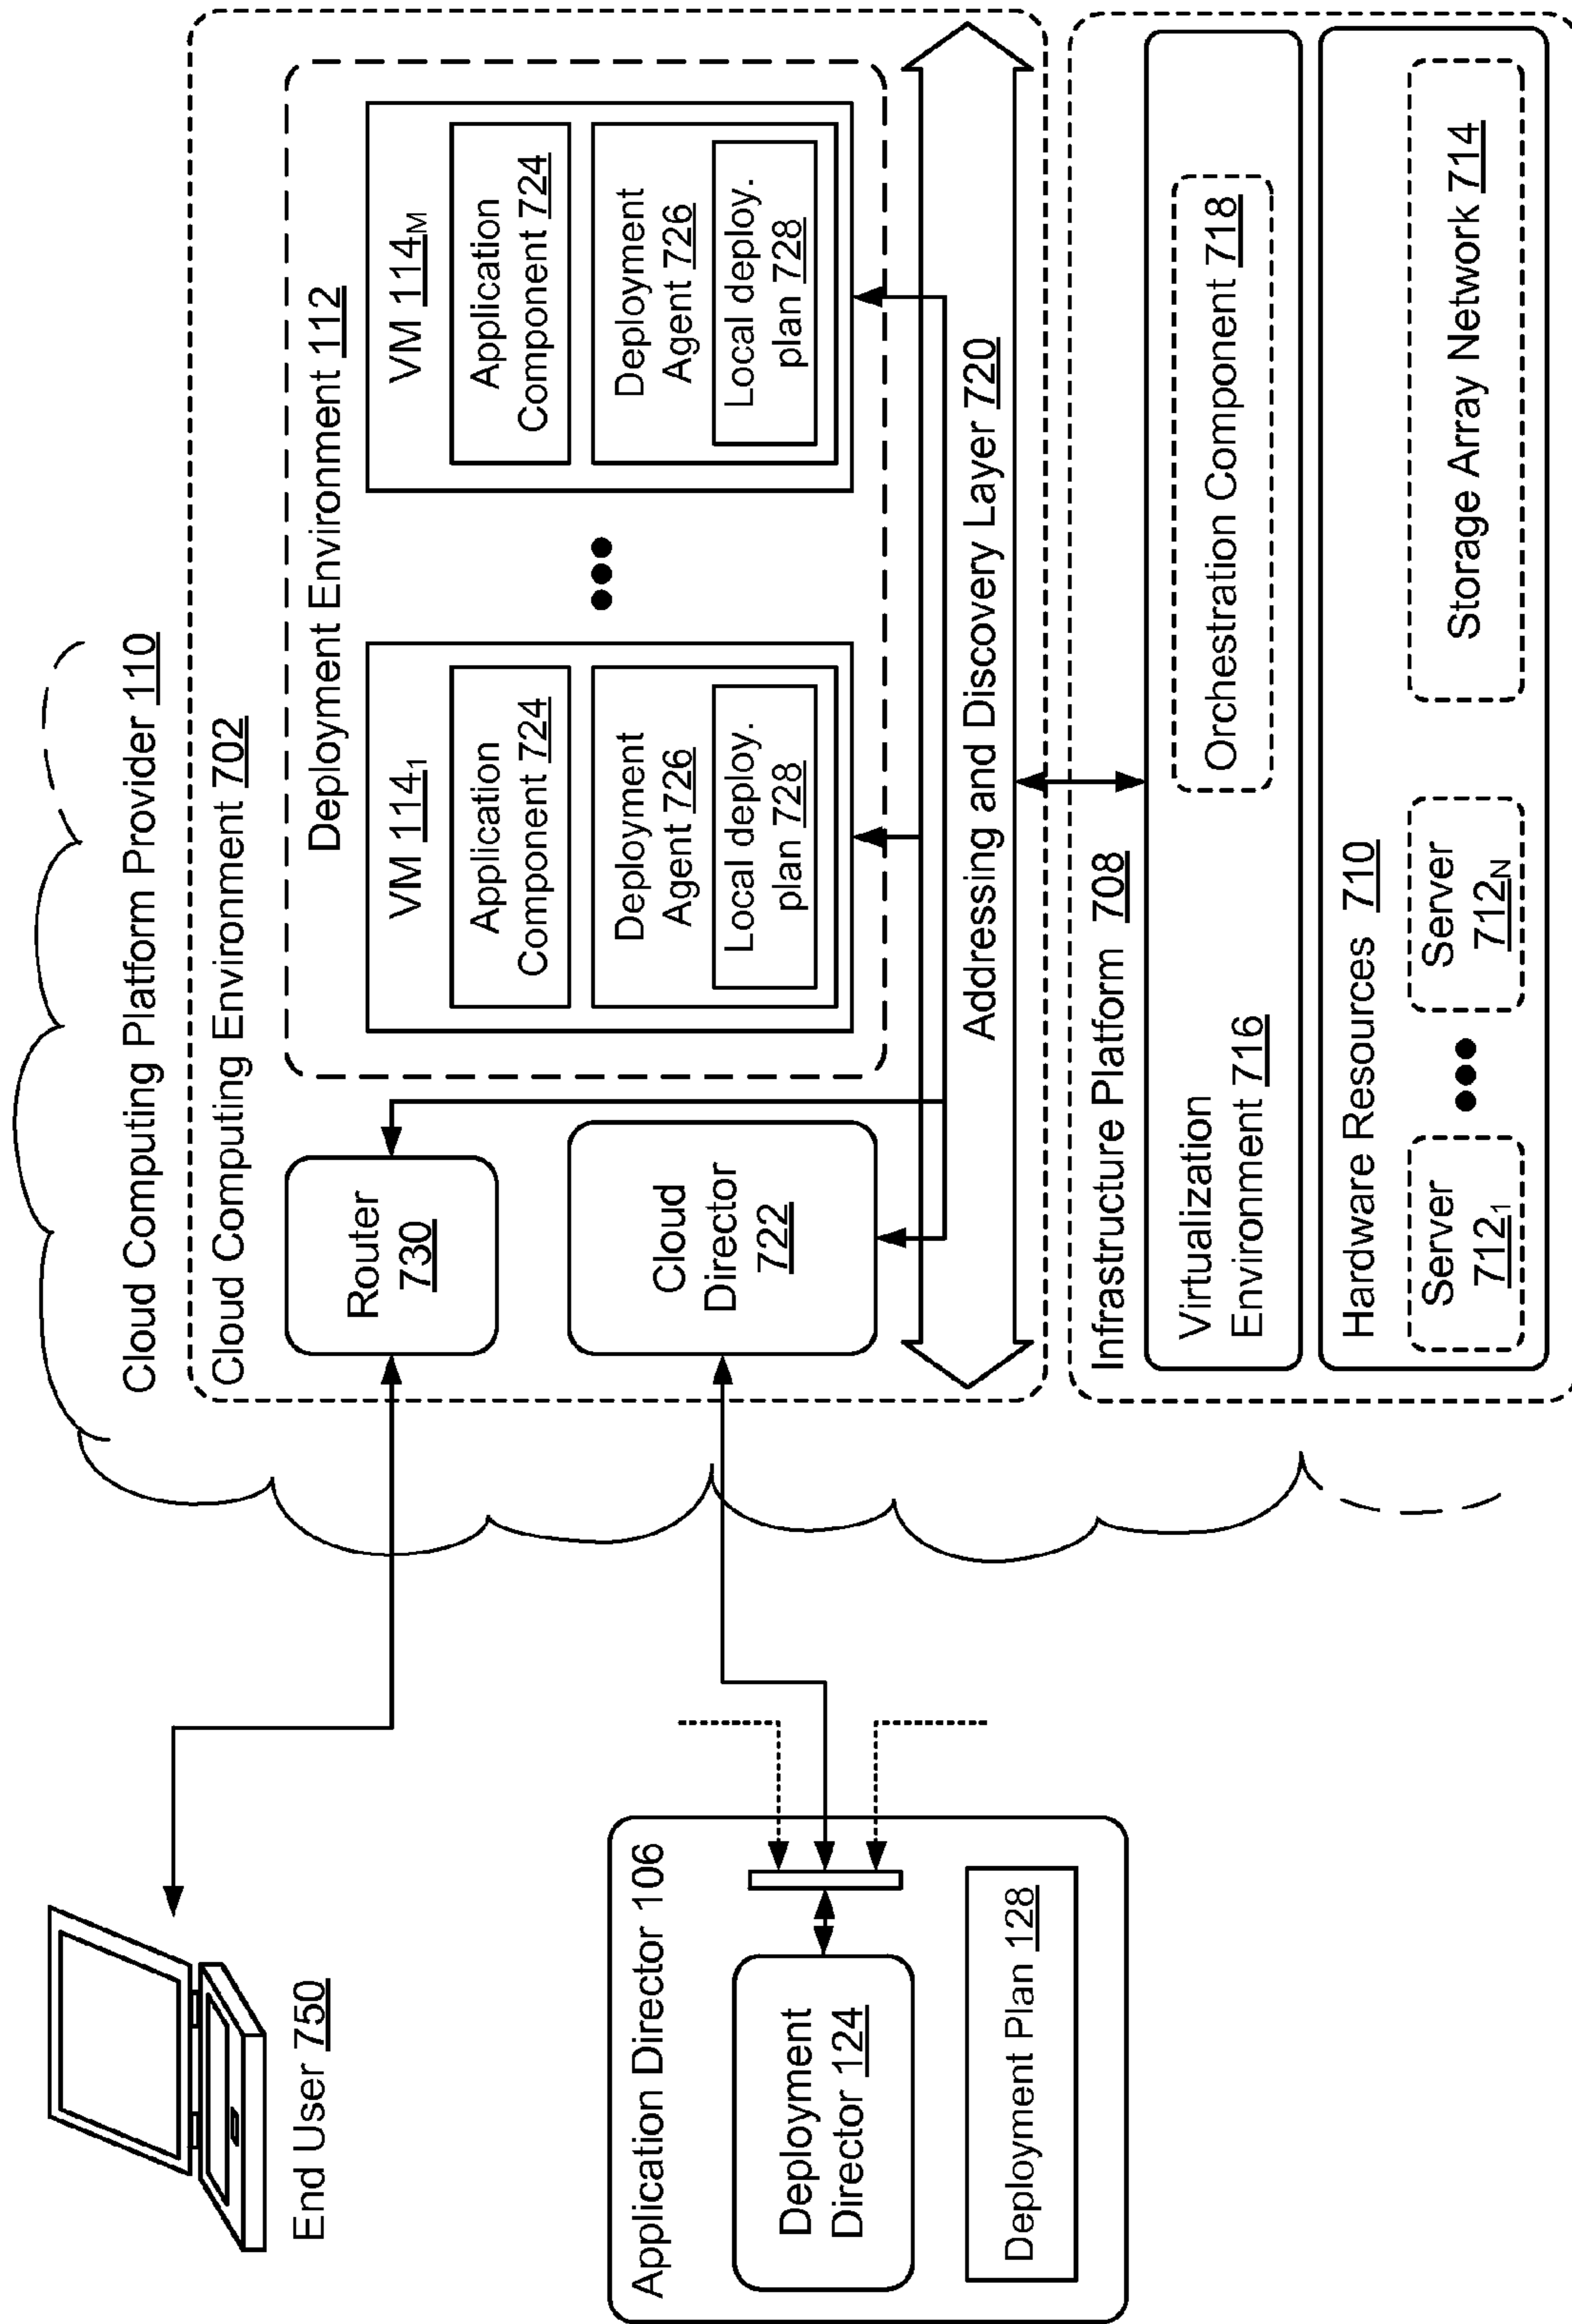 End User 750
Application Director 106
Deployment
Director 124
Deployment Plan 128
Cloud Computing Platform Provider 110
Cloud Computing Environment 702
Router
730
Cloud
Director
722
Deployment Environment 112
VM 114₁
Application
Component 724
Deployment
Agent 726
Local deploy.
plan 728
VM 114M
Application
Component 724
Deployment
Agent 726
Local deploy.
plan 728
Addressing and Discovery Layer 720
Infrastructure Platform 708
Virtualization
Environment 716
Orchestration Component 718
Hardware Resources 710
Server
712₁
Server
712N
Storage Array Network 714